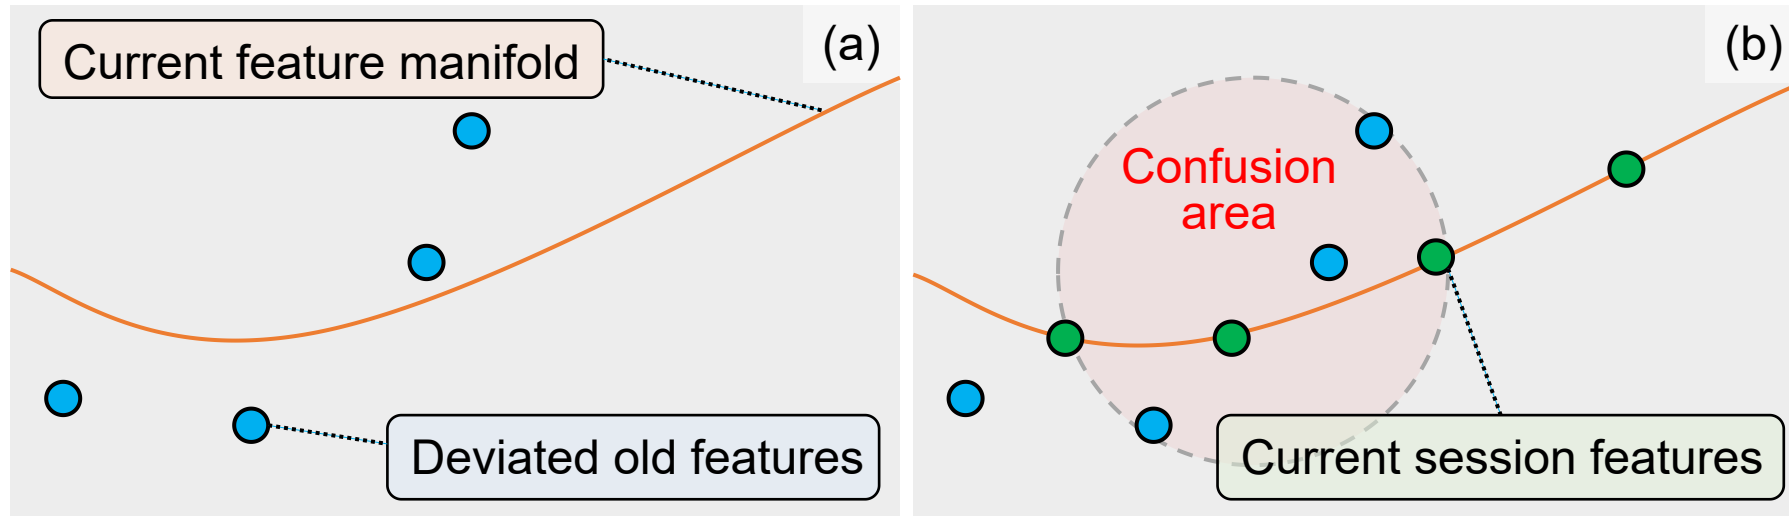 Current feature manifold
(a)
Deviated old features
(b)
Confusion
area
Current session features